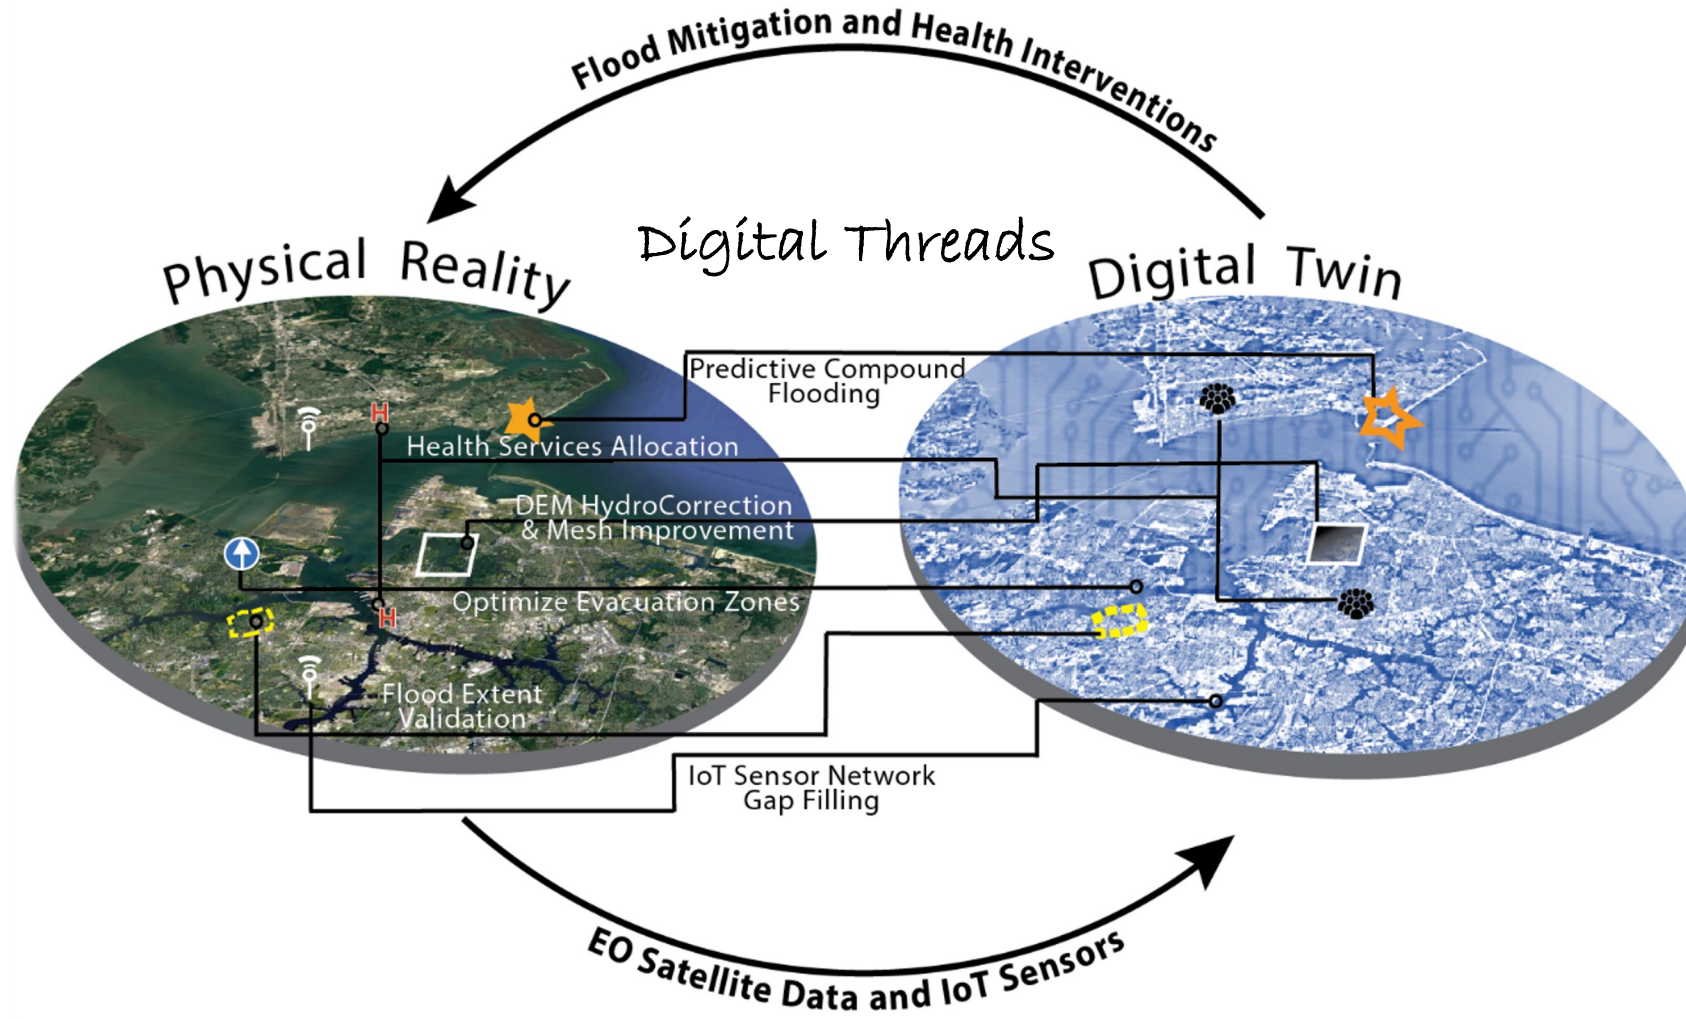 Flood Mitigation and Health Interventions
Digital Threads
Physical Reality
Digital Twin
Predictive Compound
Flooding
H
Health Services Allocation
DEM HydroCorrection
& Mesh Improvement
Optimize Evacuation Zones
H
Flood Extent
Validation
IoT Sensor Network
Gap Filling
EO Satellite Data and IoT Sensors